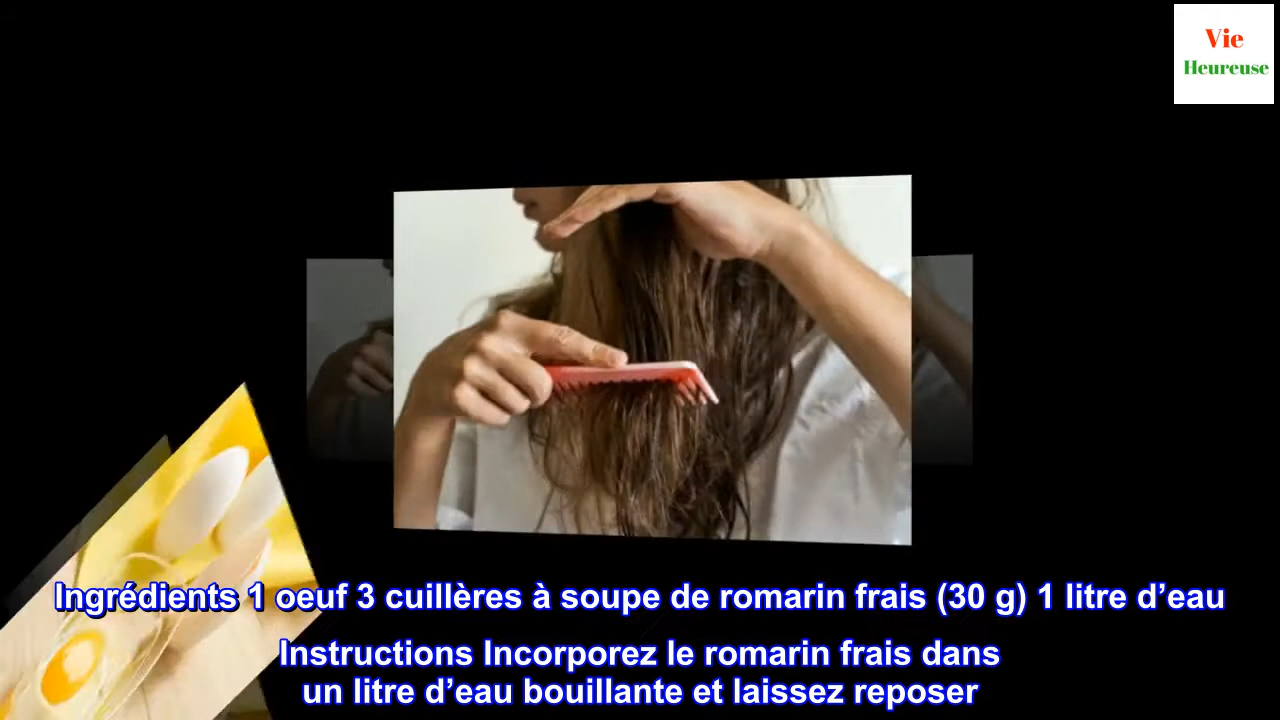 Vie
Heureuse
Ingrédients 1 oeuf 3 cuillères à soupe de romarin frais (30 g) 1 litre d’eau
Instructions Incorporez le romarin frais dans
un litre d’eau bouillante et laissez reposer